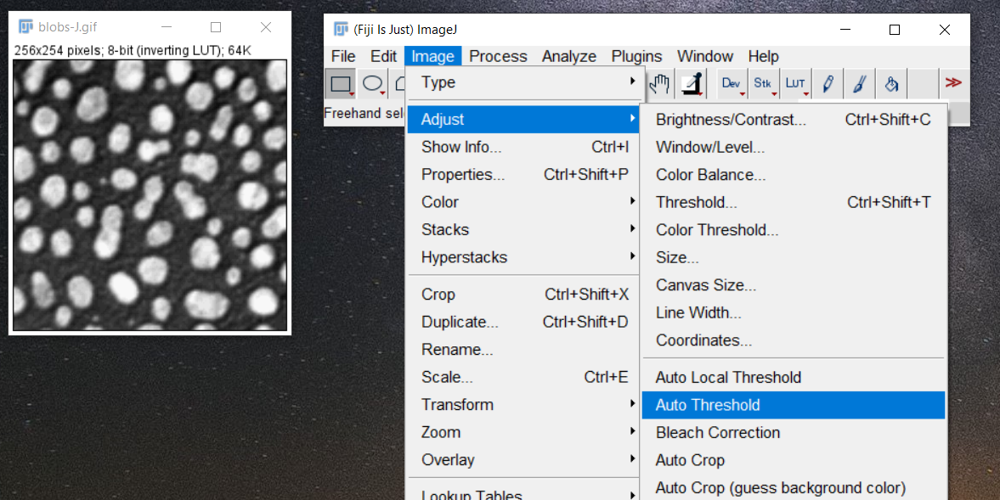 blobs-J.gif
256x254 pixels; 8-bit (inverting LUT); 64K
(Fiji Is Just) ImageJ
File Edit Image Process Analyze Plugins Window Help
Dev Stk LUT
Freehand sel
Type
Adjust
Show Info... Ctrl+I
Properties... Ctrl+Shift+P
Color
Stacks
Hyperstacks
Crop Ctrl+Shift+X
Duplicate... Ctrl+Shift+D
Rename...
Scale... Ctrl+E
Transform
Zoom
Overlay
Lookup Tables
Brightness/Contrast... Ctrl+Shift+C
Window/Level...
Color Balance...
Threshold... Ctrl+Shift+T
Color Threshold...
Size...
Canvas Size...
Line Width...
Coordinates...
Auto Local Threshold
Auto Threshold
Bleach Correction
Auto Crop
Auto Crop (guess background color)